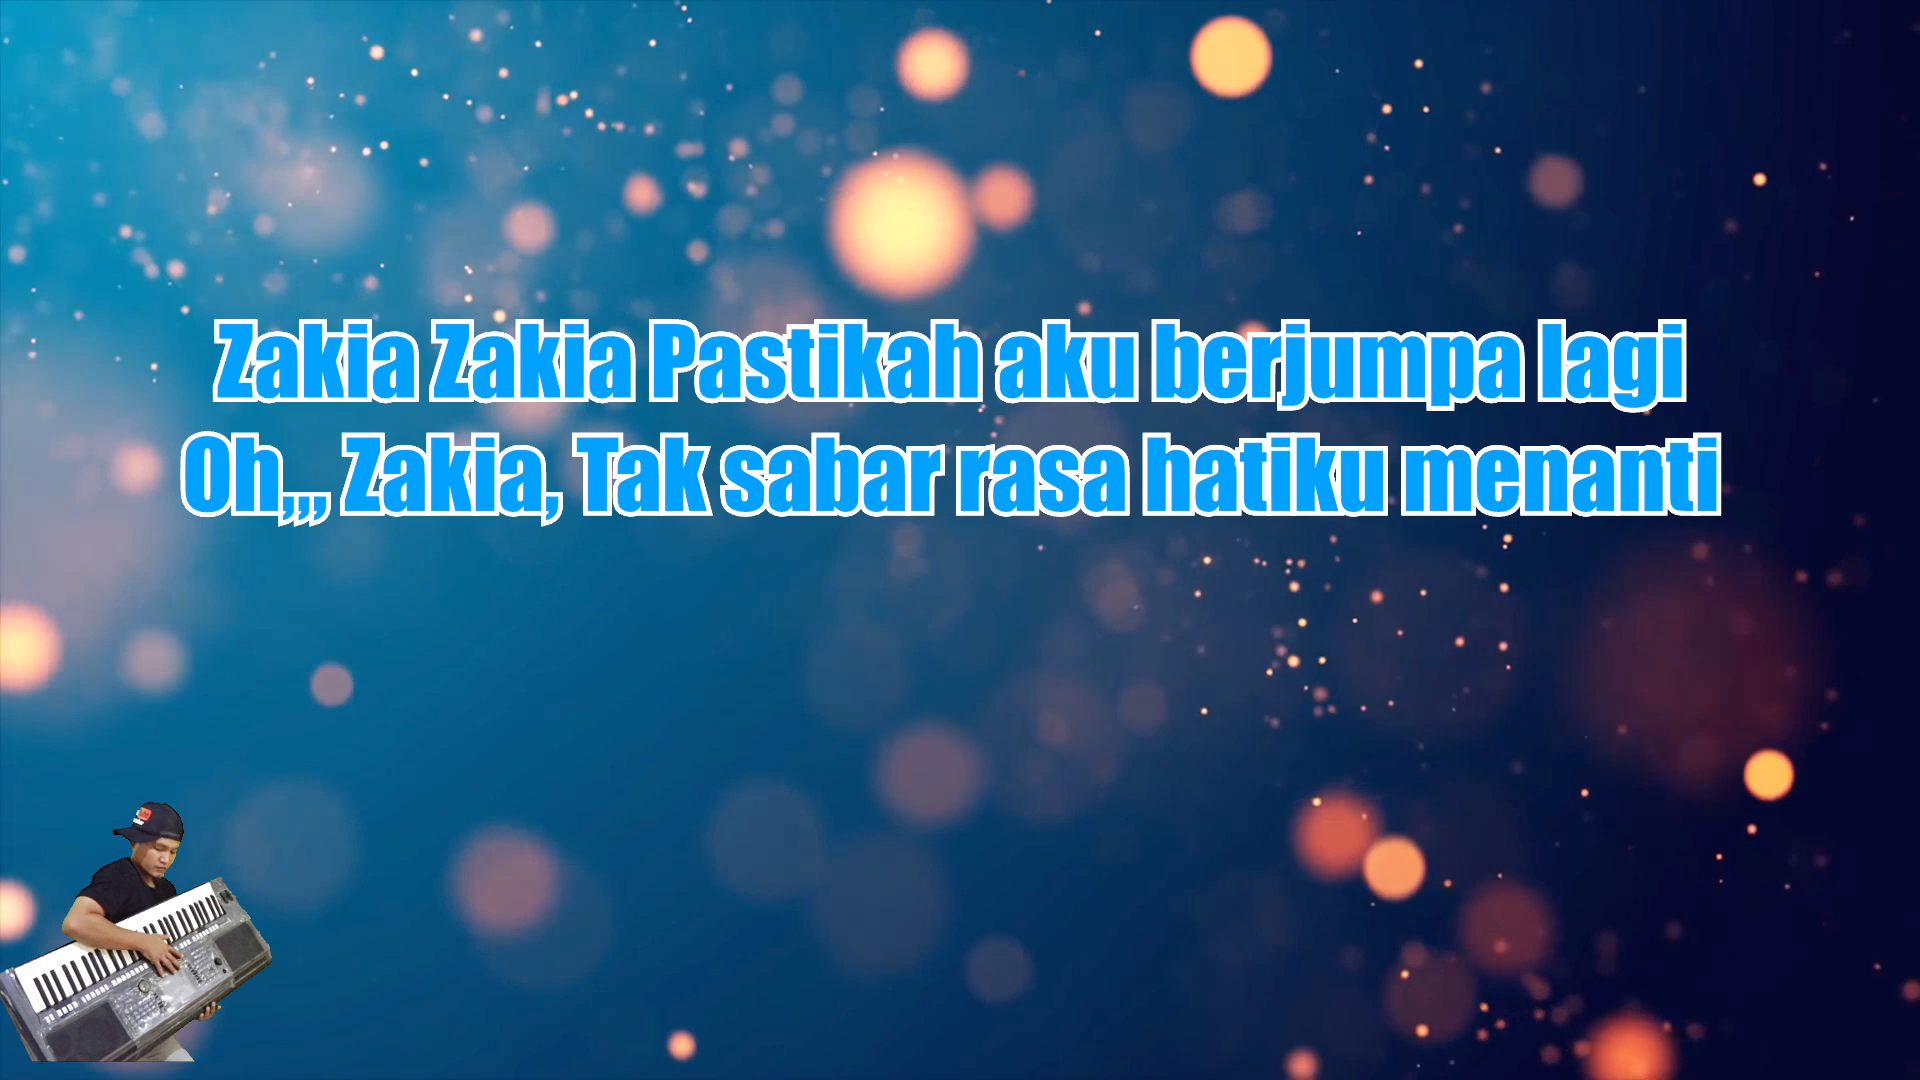 Zakia Zakia Pastikah aku berjumpa lagi
Oh,,, Zakia, Tak sabar rasa hatiku menanti